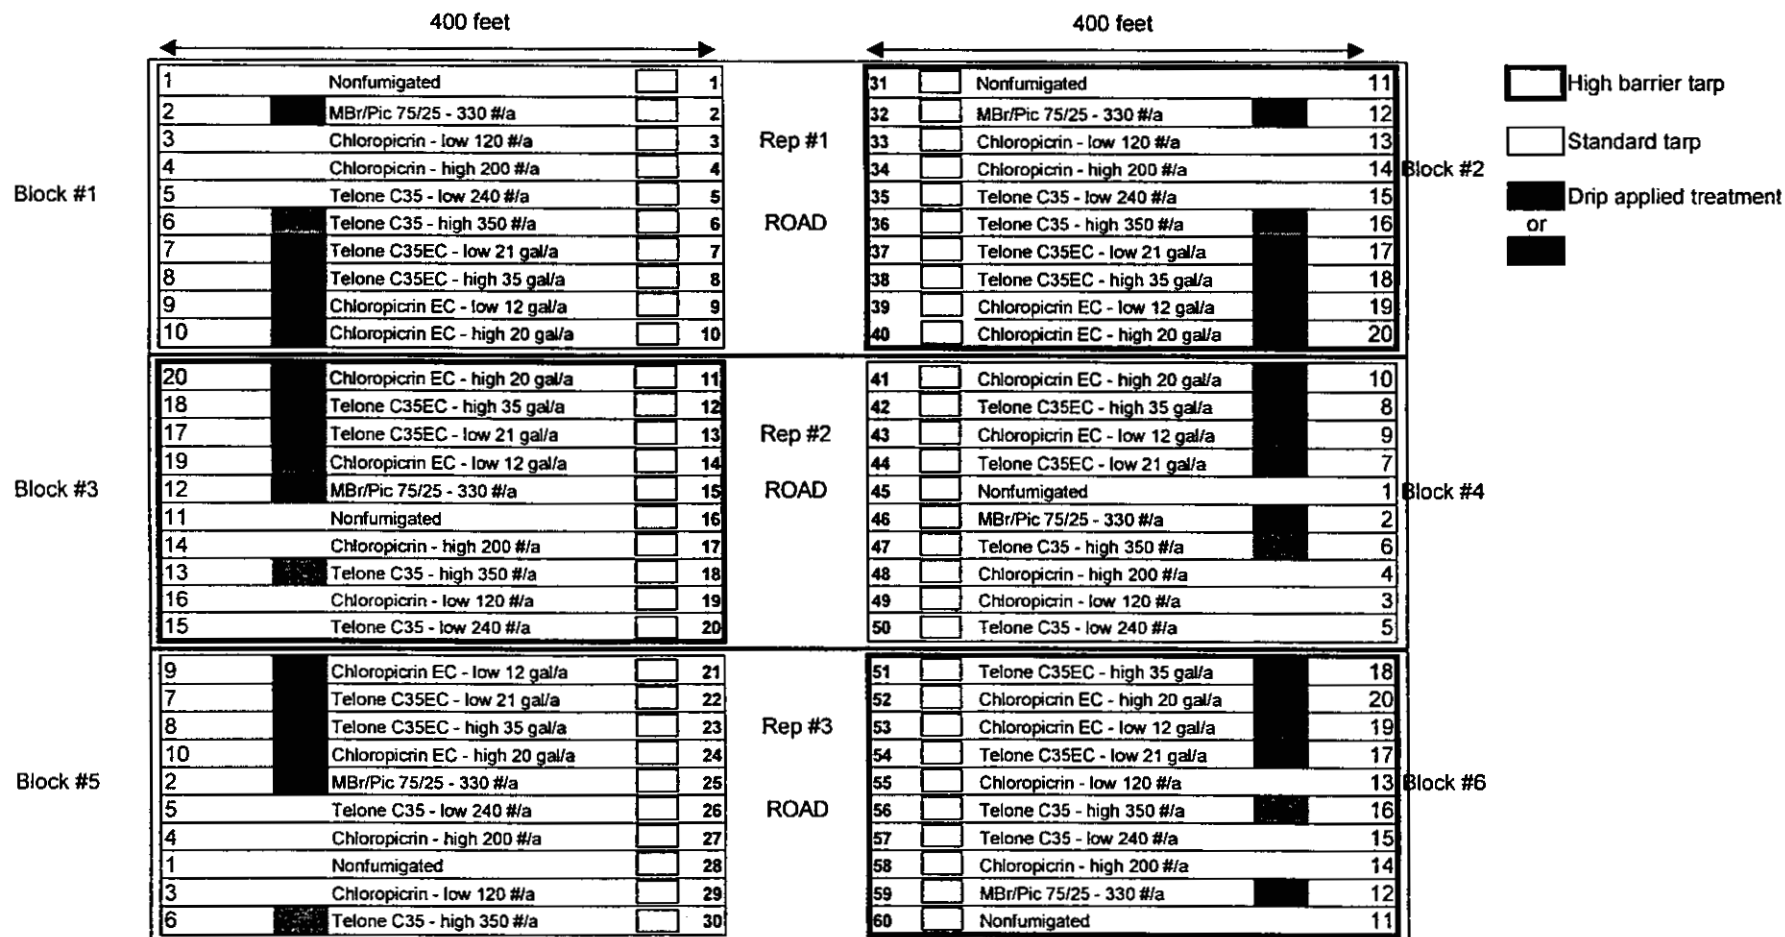 400 feet 400 feet
1 Nonfumigated 1 31 Nonfumigated 11 High barrier tarp
2 MBr/Pic 75/25 - 330 #/a 2 32 MBr/Pic 75/25 - 330 #/a 12
3 Chloropicrin - low 120 #/a 3 Rep #1 33 Chloropicrin - low 120 #/a 13 Standard tarp
4 Chloropicrin - high 200 #/a 4 34 Chloropicrin - high 200 #/a 14 Block #2
Block #1 5 Telone C35 - low 240 #/a 5 35 Telone C35 - low 240 #/a 15 Drip applied treatment
6 Telone C35 - high 350 #/a 6 ROAD 36 Telone C35 - high 350 #/a 16 or
7 Telone C35EC - low 21 gal/a 7 37 Telone C35EC - low 21 gal/a 17
8 Telone C35EC - high 35 gal/a 8 38 Telone C35EC - high 35 gal/a 18
9 Chloropicrin EC - low 12 gal/a 9 39 Chloropicrin EC - low 12 gal/a 19
10 Chloropicrin EC - high 20 gal/a 10 40 Chloropicrin EC - high 20 gal/a 20
20 Chloropicrin EC - high 20 gal/a 11 41 Chloropicrin EC - high 20 gal/a 10
18 Telone C35EC - high 35 gal/a 12 42 Telone C35EC - high 35 gal/a 8
17 Telone C35EC - low 21 gal/a 13 Rep #2 43 Chloropicrin EC - low 12 gal/a 9
19 Chloropicrin EC - low 12 gal/a 14 44 Telone C35EC - low 21 gal/a 7
Block #3 12 MBr/Pic 75/25 - 330 #/a 15 ROAD 45 Nonfumigated 1 Block #4
11 Nonfumigated 16 46 MBr/Pic 75/25 - 330 #/a 2
14 Chloropicrin - high 200 #/a 17 47 Telone C35 - high 350 #/a 6
13 Telone C35 - high 350 #/a 18 48 Chloropicrin - high 200 #/a 4
16 Chloropicrin - low 120 #/a 19 49 Chloropicrin - low 120 #/a 3
15 Telone C35 - low 240 #/a 20 50 Telone C35 - low 240 #/a 5
9 Chloropicrin EC - low 12 gal/a 21 51 Telone C35EC - high 35 gal/a 18
7 Telone C35EC - low 21 gal/a 22 52 Chloropicrin EC - high 20 gal/a 20
8 Telone C35EC - high 35 gal/a 23 Rep #3 53 Chloropicrin EC - low 12 gal/a 19
10 Chloropicrin EC - high 20 gal/a 24 54 Telone C35EC - low 21 gal/a 17
Block #5 2 MBr/Pic 75/25 - 330 #/a 25 55 Chloropicrin - low 120 #/a 13 Block #6
5 Telone C35 - low 240 #/a 26 ROAD 56 Telone C35 - high 350 #/a 16
4 Chloropicrin - high 200 #/a 27 57 Telone C35 - low 240 #/a 15
1 Nonfumigated 28 58 Chloropicrin - high 200 #/a 14
3 Chloropicrin - low 120 #/a 29 59 MBr/Pic 75/25 - 330 #/a 12
6 Telone C35 - high 350 #/a 30 60 Nonfumigated 11